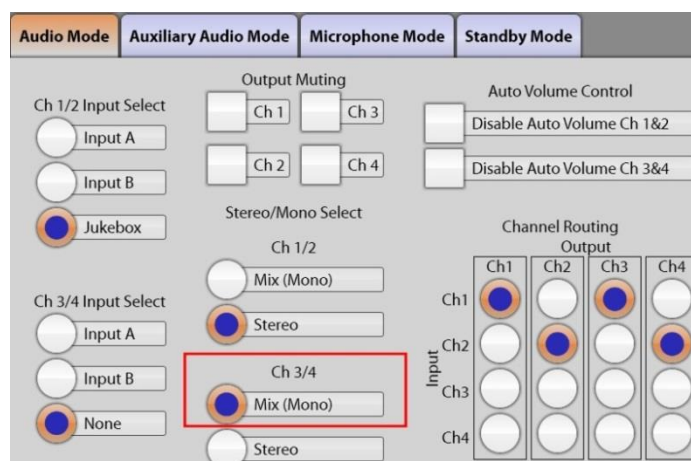 Audio Mode
Auxiliary Audio Mode
Microphone Mode
Standby Mode
Ch 1/2 Input Select
Input A
Input B
Jukebox
Ch 3/4 Input Select
Input A
Input B
None
Output Muting
Ch 1
Ch 3
Ch 2
Ch 4
Stereo/Mono Select
Ch 1/2
Mix (Mono)
Stereo
Ch 3/4
Mix (Mono)
Stereo
Auto Volume Control
Disable Auto Volume Ch 1&2
Disable Auto Volume Ch 3&4
Channel Routing
Output
Ch1 Ch2 Ch3 Ch4
Input
Ch1
Ch2
Ch3
Ch4